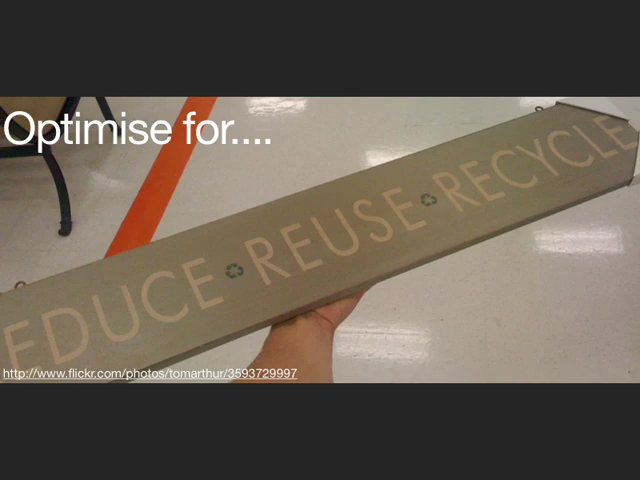 Optimise for....
EDUCE REUSE RECYCLE
http://www.flickr.com/photos/tomarthur/3593729997